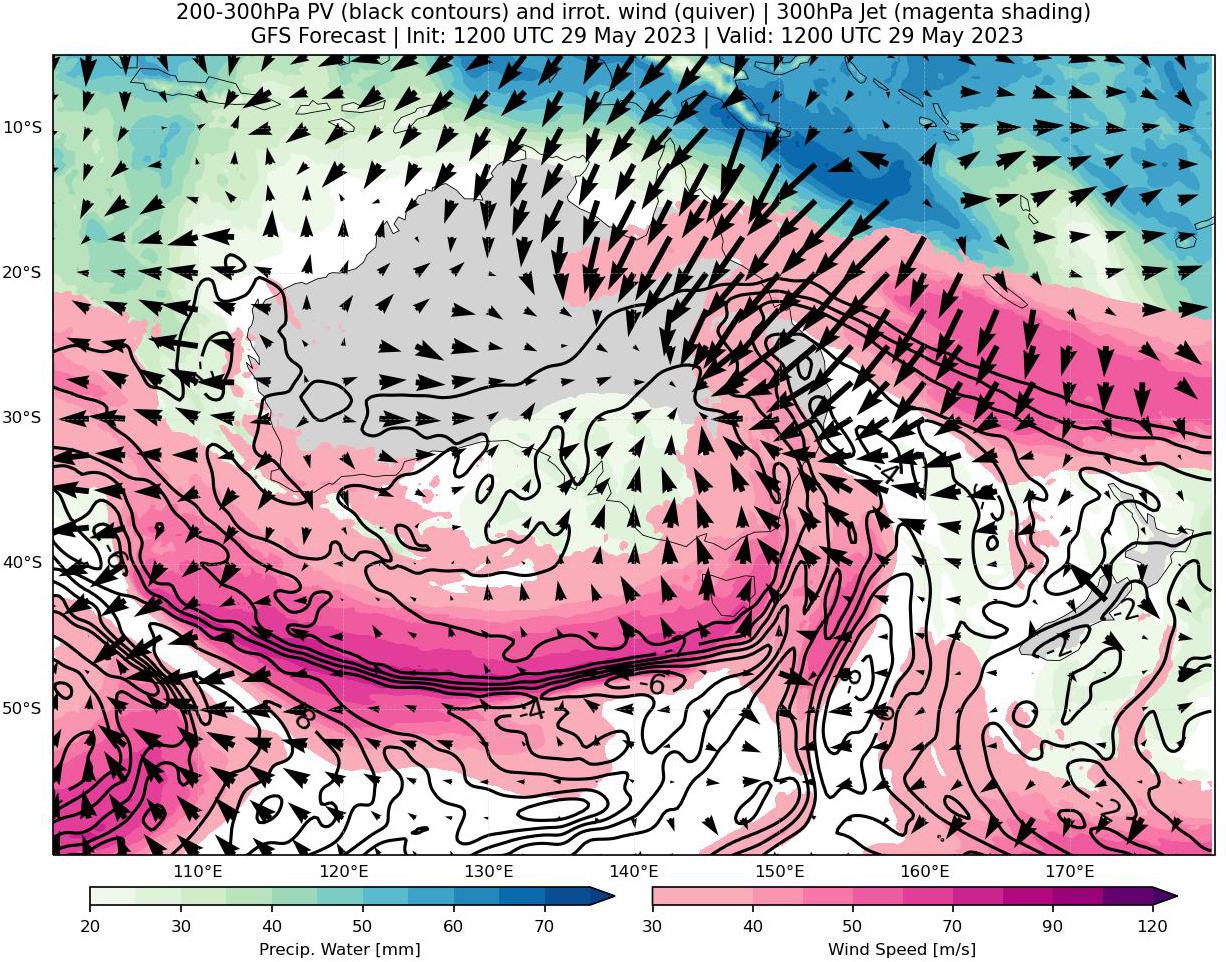 200-300hPa PV (black contours) and irrot. wind (quiver) | 300hPa Jet (magenta shading)
GFS Forecast | Init: 1200 UTC 29 May 2023 | Valid: 1200 UTC 29 May 2023
10°S
20°S
30°S
40°S
50°S
-2
-4
-6
-4
-8
-2
-2
110°E 120°E 130°E 140°E 150°E 160°E 170°E
20 30 40 50 60 70
30 40 50 70 90 120
Precip. Water [mm]
Wind Speed [m/s]